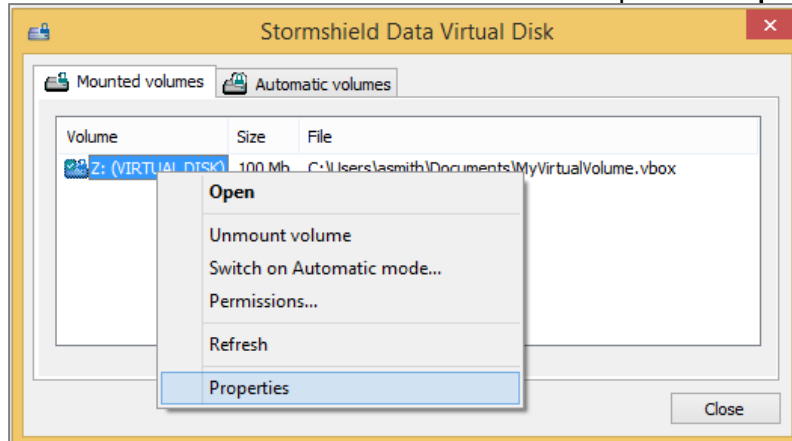 Stormshield Data Virtual Disk
Mounted volumes Automatic volumes
Volume Size File
Z: (VIRTUAL DISK) 100 Mb C:\Users\asmith\Documents\MyVirtualVolume.vbox
Open
Unmount volume
Switch on Automatic mode...
Permissions...
Refresh
Properties
Close